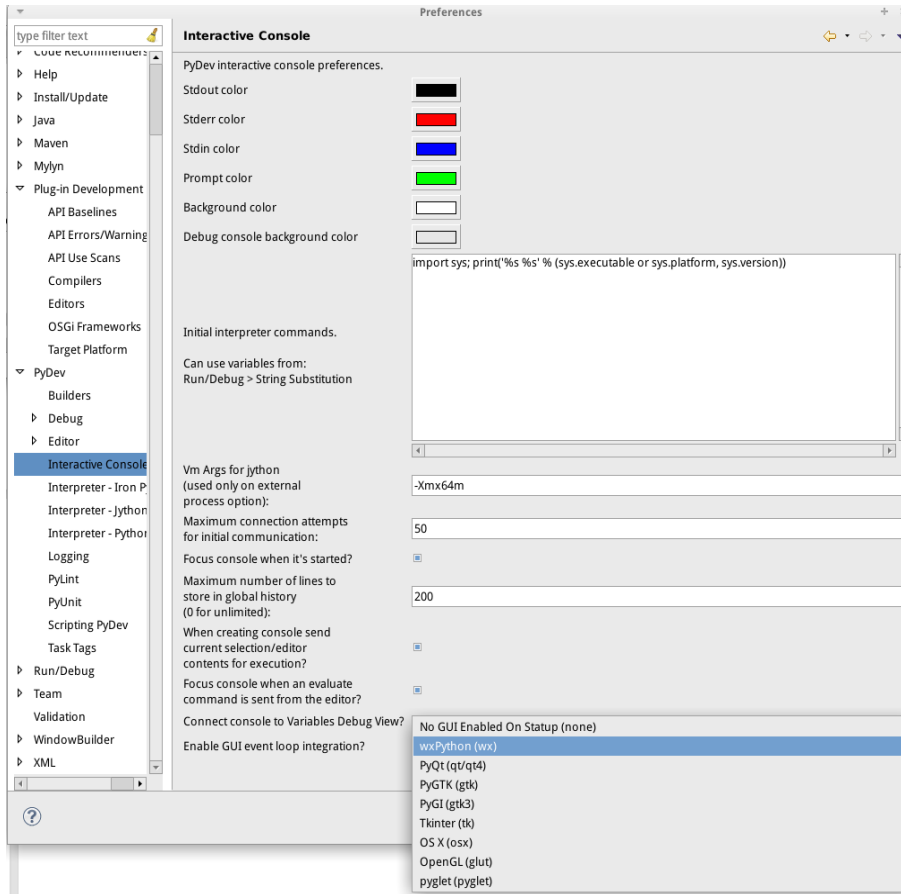 Preferences
type filter text
Code Recommenders
Help
Install/Update
Java
Maven
Mylyn
Plug-in Development
API Baselines
API Errors/Warning
API Use Scans
Compilers
Editors
OSGi Frameworks
Target Platform
PyDev
Builders
Debug
Editor
Interactive Console
Interpreter - Iron P
Interpreter - Jython
Interpreter - Python
Logging
PyLint
PyUnit
Scripting PyDev
Task Tags
Run/Debug
Team
Validation
WindowBuilder
XML
Interactive Console
PyDev interactive console preferences.
Stdout color
Stderr color
Stdin color
Prompt color
Background color
Debug console background color
import sys; print('%s %s' % (sys.executable or sys.platform, sys.version))
Initial interpreter commands.
Can use variables from:
Run/Debug > String Substitution
Vm Args for jython
(used only on external
process option):
-Xmx64m
Maximum connection attempts
for initial communication:
50
Focus console when it's started?
Maximum number of lines to
store in global history
(0 for unlimited):
200
When creating console send
current selection/editor
contents for execution?
Focus console when an evaluate
command is sent from the editor?
Connect console to Variables Debug View?
Enable GUI event loop integration?
No GUI Enabled On Statup (none)
wxPython (wx)
PyQt (qt/qt4)
PyGTK (gtk)
PyGI (gtk3)
Tkinter (tk)
OS X (osx)
OpenGL (glut)
pyglet (pyglet)